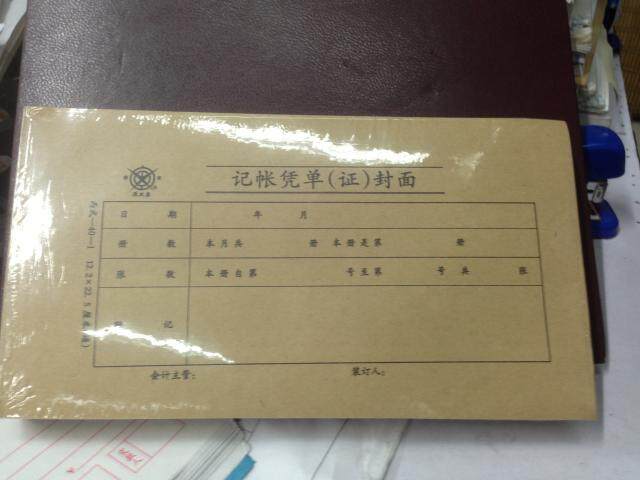 记帐凭单(证)封面
日 期 年 月
册 数 本月共 册 本册是第 册
张 数 本册自第 号至第 号 共 张
记
会计主管: 装订人: